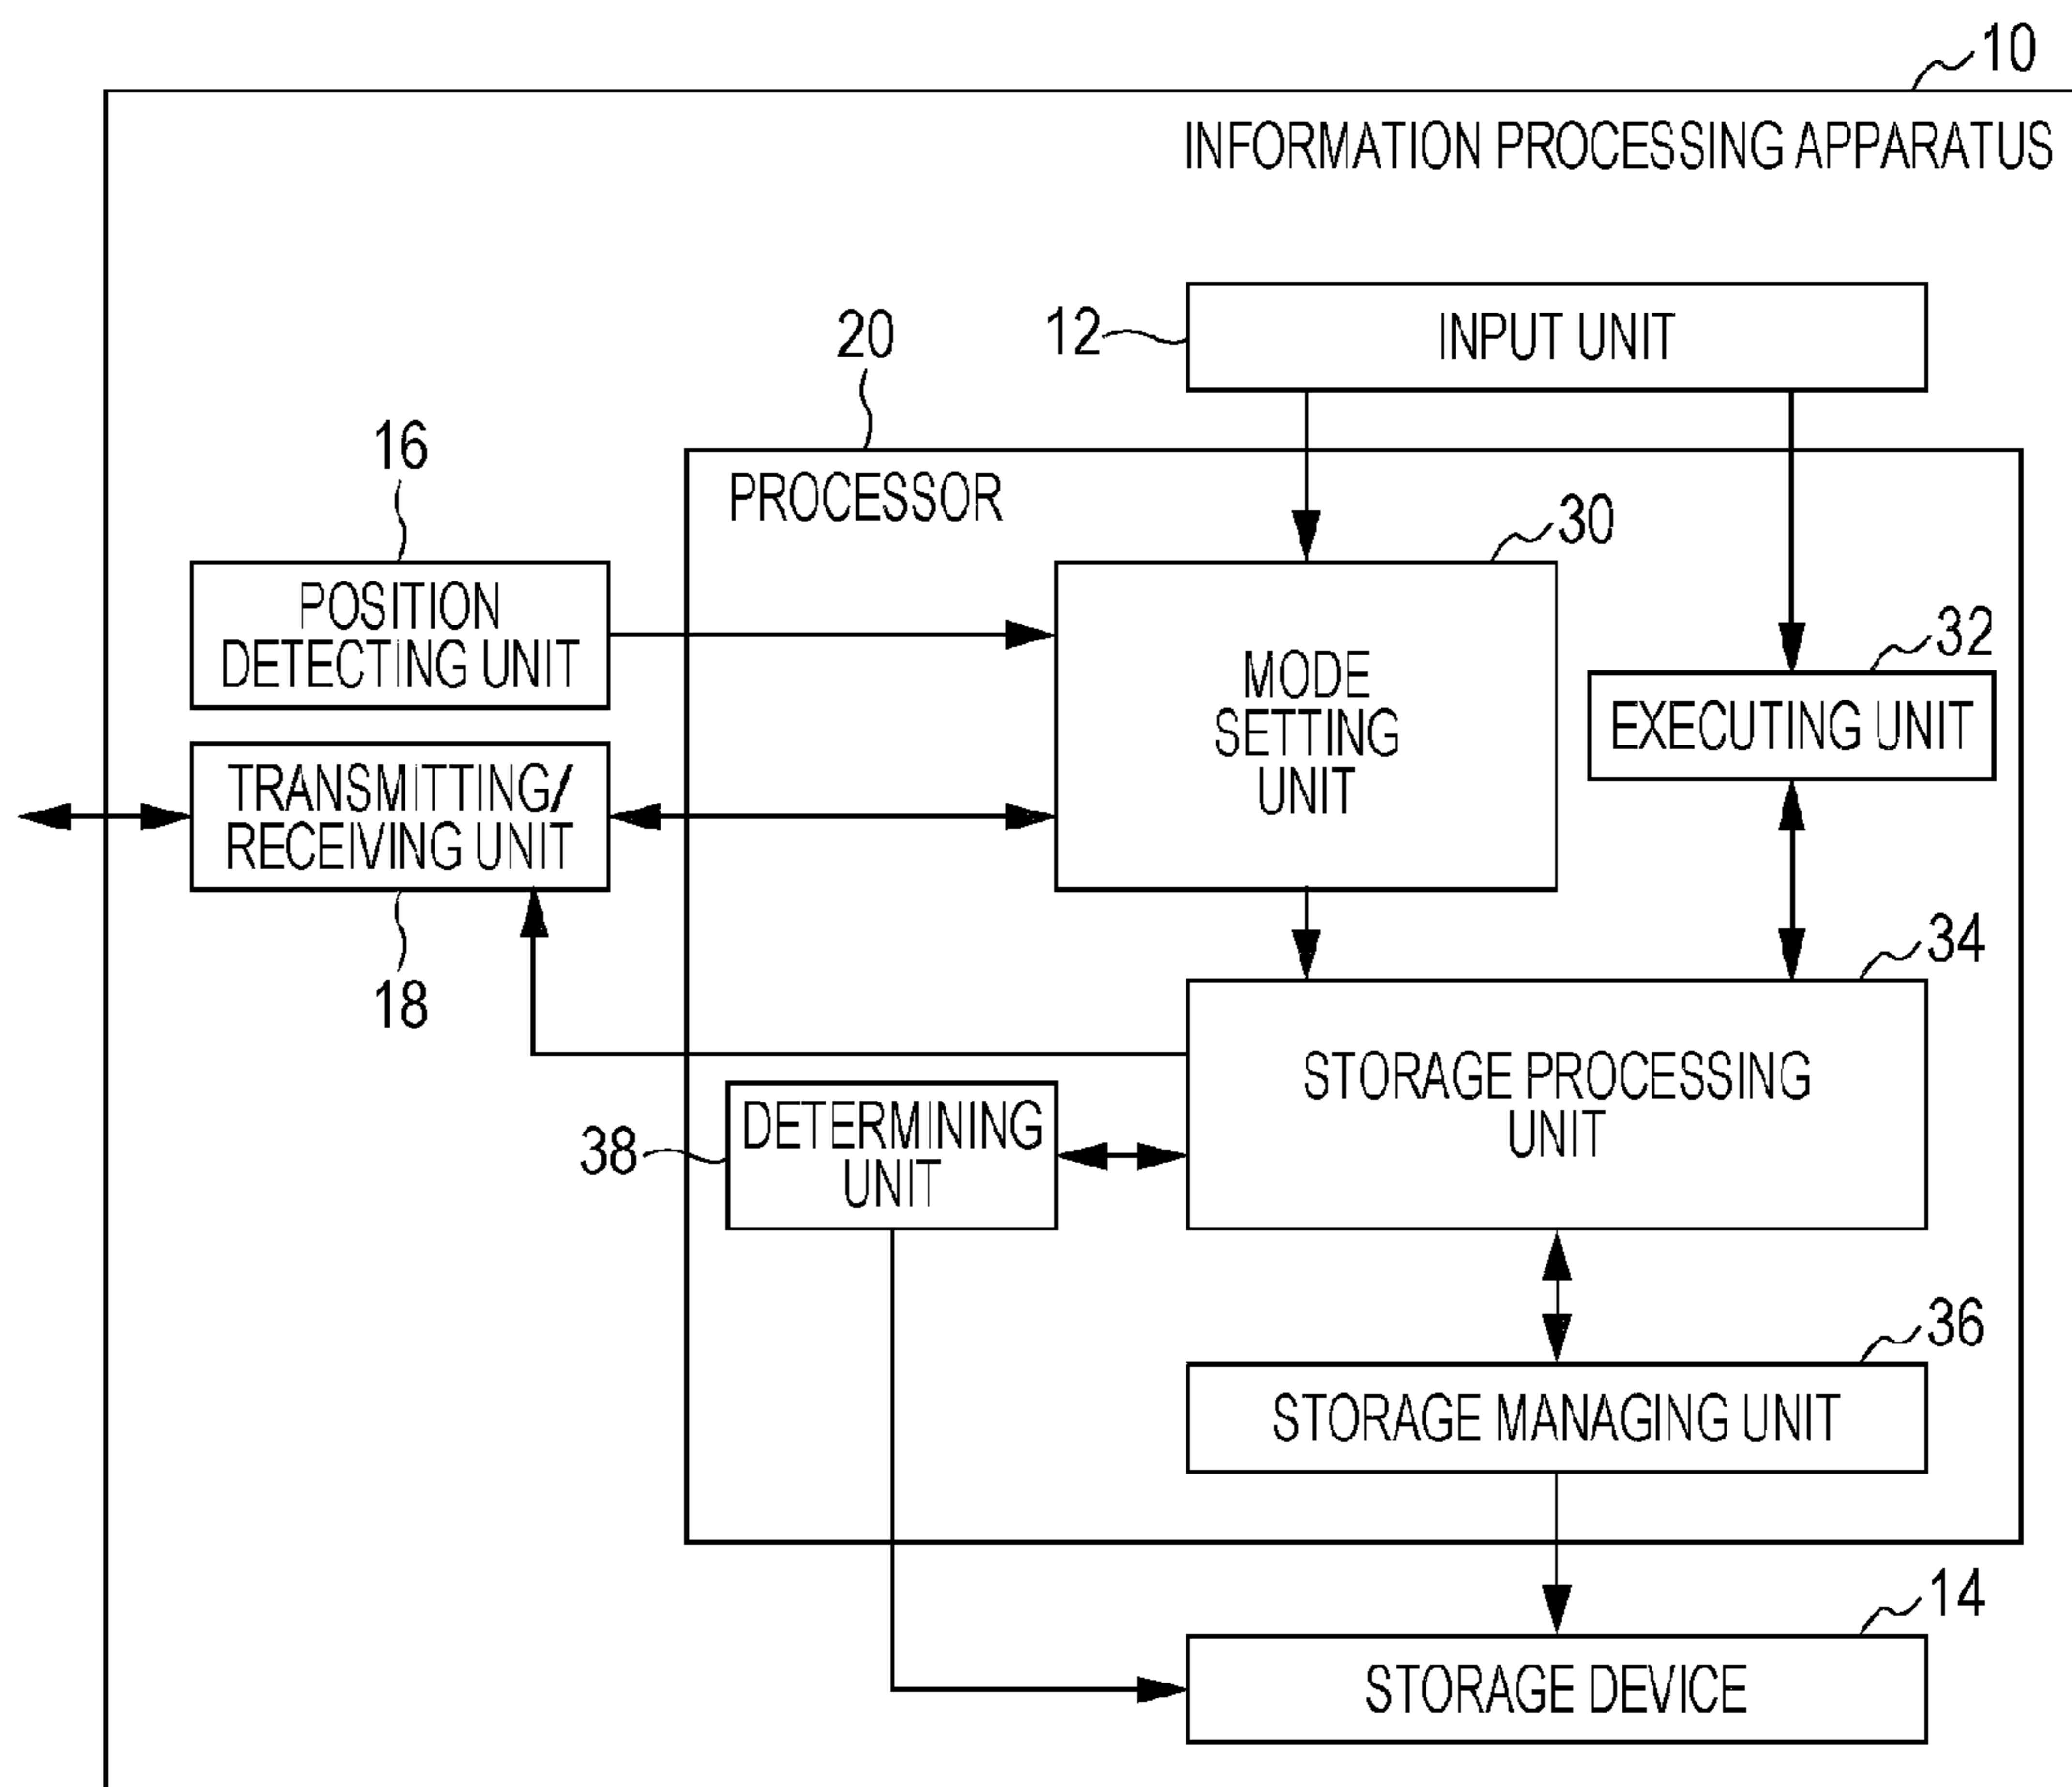 10
INFORMATION PROCESSING APPARATUS
12
INPUT UNIT
20
PROCESSOR
16
POSITION
DETECTING UNIT
30
MODE
SETTING
UNIT
32
EXECUTING UNIT
TRANSMITTING/
RECEIVING UNIT
18
34
STORAGE PROCESSING
UNIT
38
DETERMINING
UNIT
36
STORAGE MANAGING UNIT
14
STORAGE DEVICE